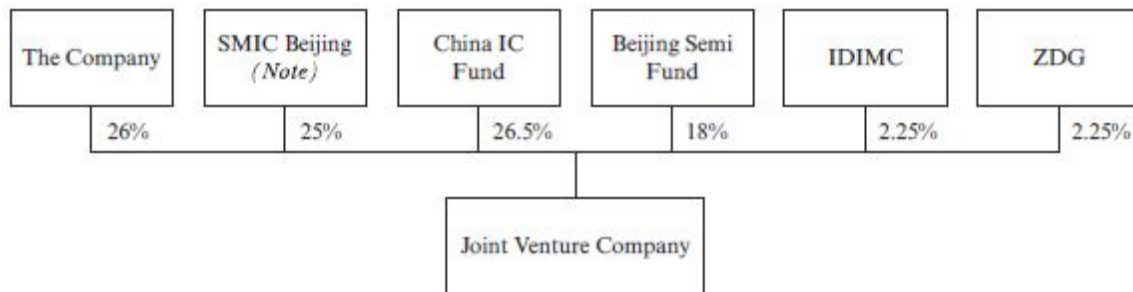 The Company
SMIC Beijing
(Note)
China IC
Fund
Beijing Semi
Fund
IDIMC
ZDG
26%
25%
26.5%
18%
2.25%
2.25%
Joint Venture Company